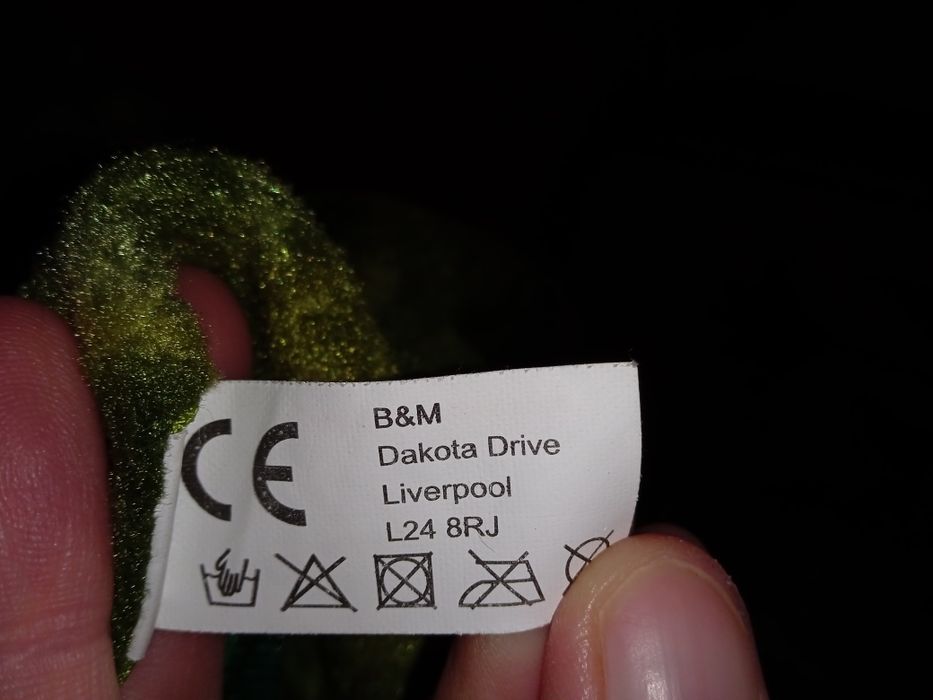 CE
B&M
Dakota Drive
Liverpool
L24 8RJ